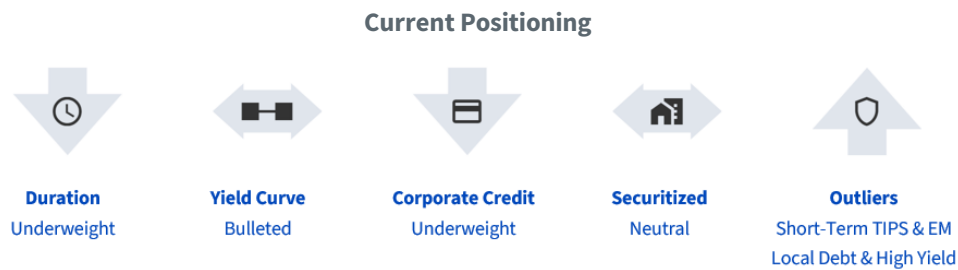 Current Positioning
Duration
Underweight
Yield Curve
Bulleted
Corporate Credit
Underweight
Securitized
Neutral
Outliers
Short-Term TIPS & EM
Local Debt & High Yield